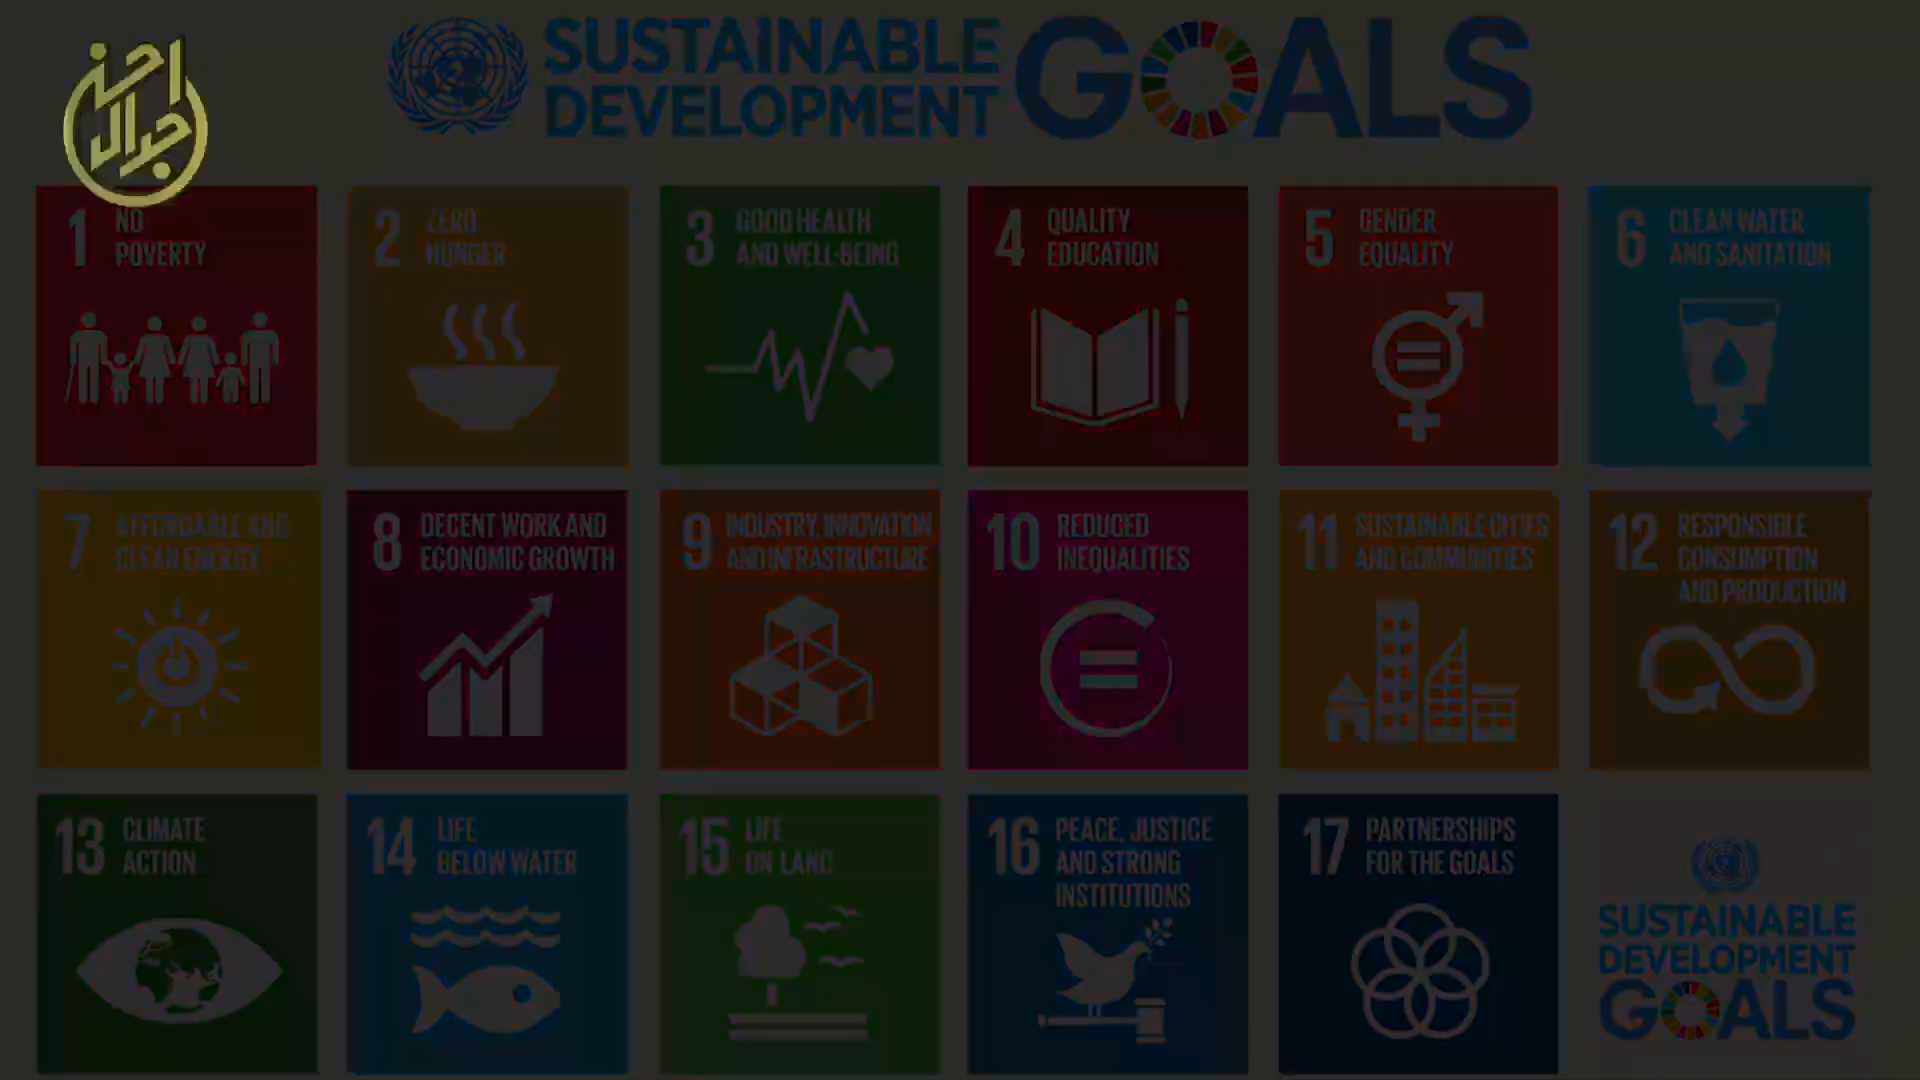 SUSTAINABLE
DEVELOPMENT
GOALS
احنه
جبرال
1 NO
POVERTY
2 ZERO
HUNGER
3 GOOD HEALTH
AND WELL-BEING
4 QUALITY
EDUCATION
5 GENDER
EQUALITY
6 CLEAN WATER
AND SANITATION
7 AFFORDABLE AND
CLEAN ENERGY
8 DECENT WORK AND
ECONOMIC GROWTH
9 INDUSTRY, INNOVATION
AND INFRASTRUCTURE
10 REDUCED
INEQUALITIES
11 SUSTAINABLE CITIES
AND COMMUNITIES
12 RESPONSIBLE
CONSUMPTION
AND PRODUCTION
13 CLIMATE
ACTION
14 LIFE
BELOW WATER
15 LIFE
ON LAND
16 PEACE, JUSTICE
AND STRONG
INSTITUTIONS
17 PARTNERSHIPS
FOR THE GOALS
SUSTAINABLE
DEVELOPMENT
GOALS